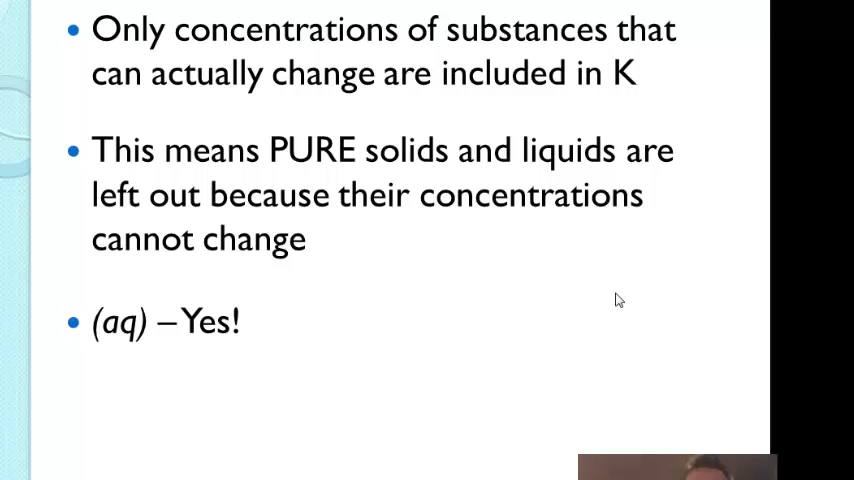 Only concentrations of substances that
can actually change are included in K
This means PURE solids and liquids are
left out because their concentrations
cannot change
(aq) – Yes!